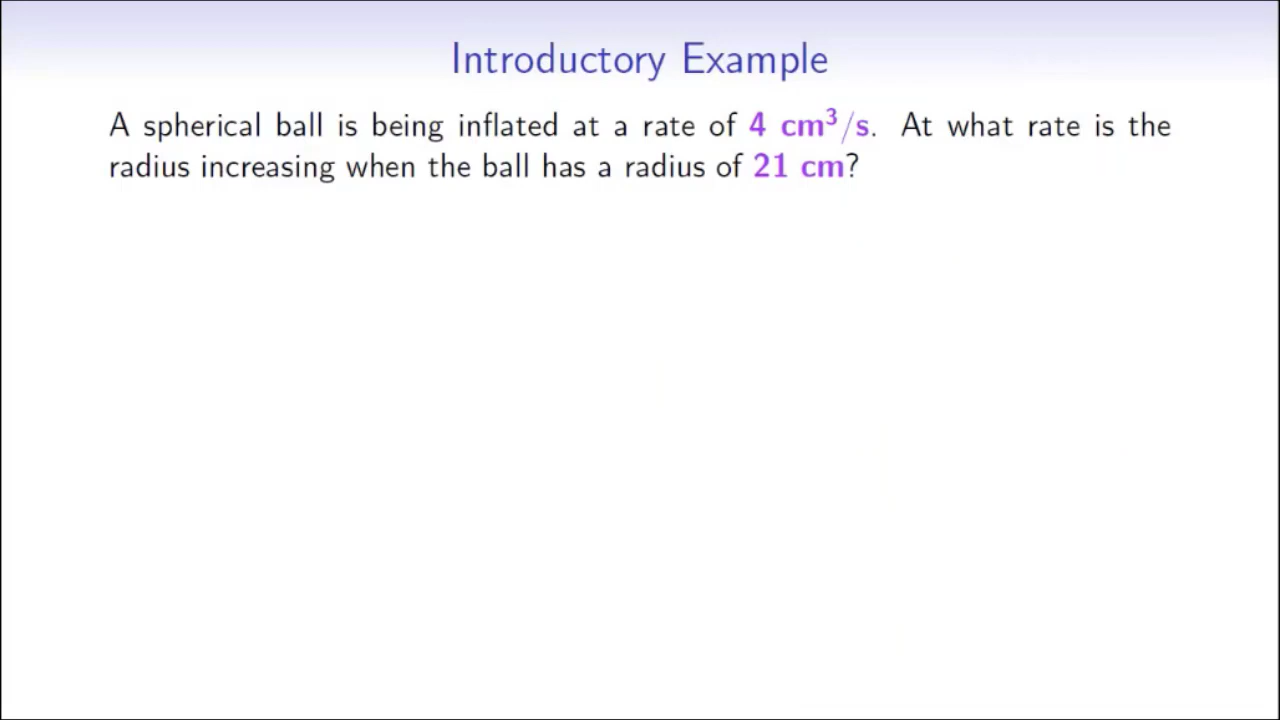 Introductory Example
A spherical ball is being inflated at a rate of 4 cm³/s. At what rate is the
radius increasing when the ball has a radius of 21 cm?